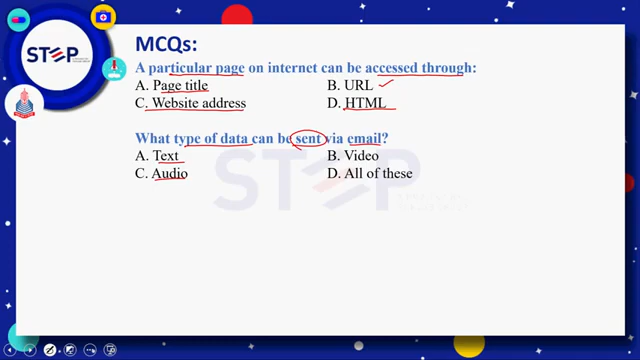 STEP
MCQs:
A particular page on internet can be accessed through:
A. Page title
B. URL
C. Website address
D. HTML
What type of data can be sent via email?
A. Text
B. Video
C. Audio
D. All of these
STEP